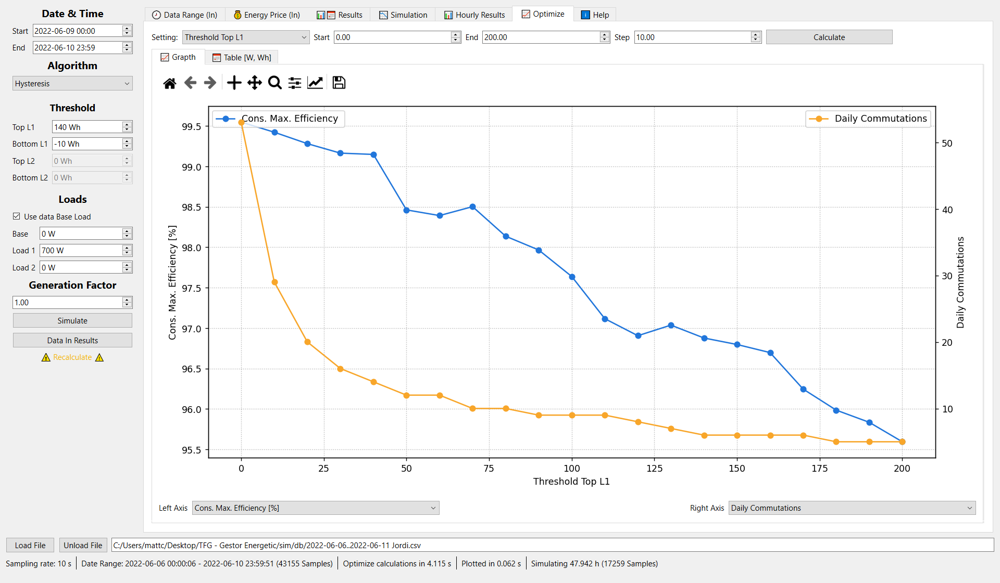 Date & Time
Start 2022-06-09 00:00
End 2022-06-10 23:59
Algorithm
Hysteresis
Threshold
Top L1 140 Wh
Bottom L1 -10 Wh
Top L2 0 Wh
Bottom L2 0 Wh
Loads
Use data Base Load
Base 0 W
Load 1 700 W
Load 2 0 W
Generation Factor
1.00
Simulate
Data In Results
Recalculate
Data Range (In) Energy Price (In) Results Simulation Hourly Results Optimize Help
Setting: Threshold Top L1 Start 0.00 End 200.00 Step 10.00 Calculate
Grapth Table [W, Wh]
Cons. Max. Efficiency Daily Commutations
99.5
99.0
98.5
98.0
97.5
97.0
96.5
96.0
95.5
Cons. Max. Efficiency [%]
50
40
30
20
10
Daily Commutations
0 25 50 75 100 125 150 175 200
Threshold Top L1
Left Axis Cons. Max. Efficiency [%] Right Axis Daily Commutations
Load File Unload File C:/Users/mattc/Desktop/TFG - Gestor Energetic/sim/db/2022-06-06..2022-06-11 Jordi.csv
Sampling rate: 10 s Date Range: 2022-06-06 00:00:06 - 2022-06-10 23:59:51 (43155 Samples) Optimize calculations in 4.115 s Plotted in 0.062 s Simulating 47.942 h (17259 Samples)